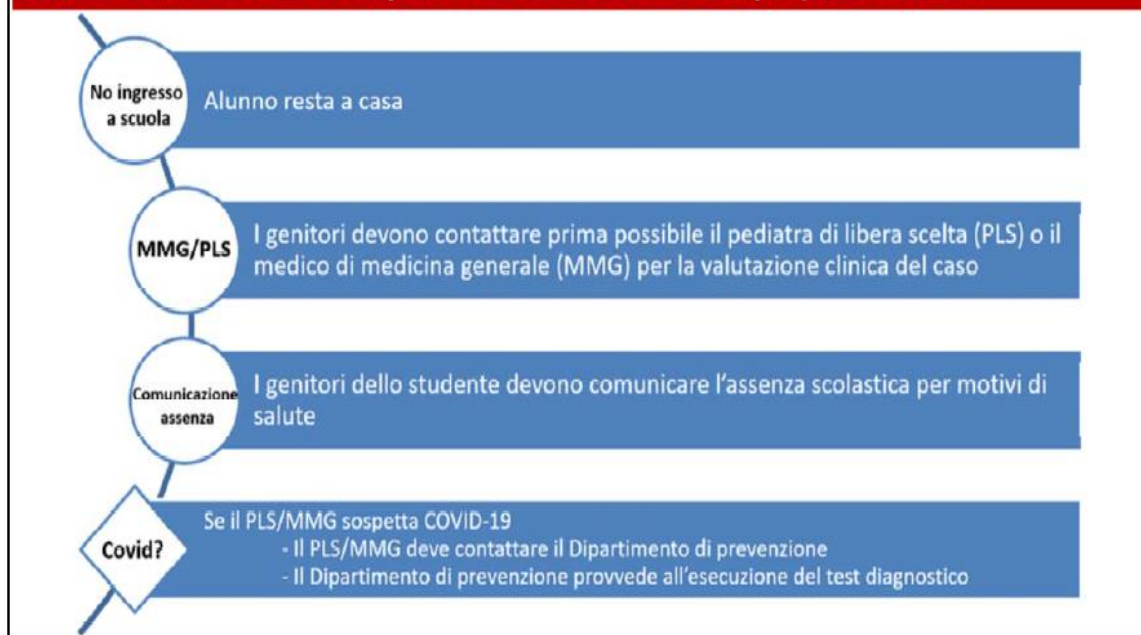 No ingresso
a scuola
Alunno resta a casa
MMG/PLS
I genitori devono contattare prima possibile il pediatra di libera scelta (PLS) o il
medico di medicina generale (MMG) per la valutazione clinica del caso
Comunicazione
assenza
I genitori dello studente devono comunicare l'assenza scolastica per motivi di
salute
Covid?
Se il PLS/MMG sospetta COVID-19
- Il PLS/MMG deve contattare il Dipartimento di prevenzione
- Il Dipartimento di prevenzione provvede all'esecuzione del test diagnostico